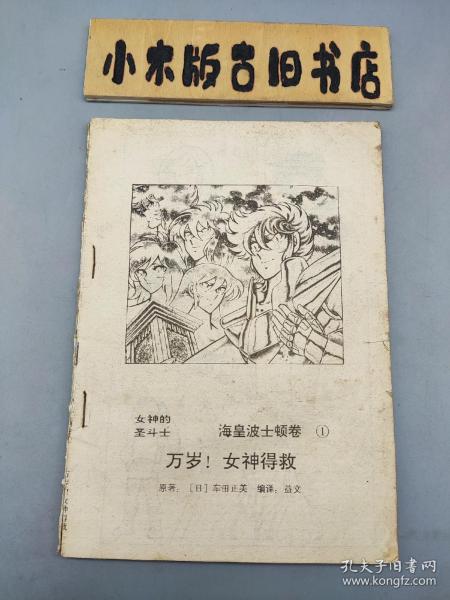 小木版古旧书店
女神的
圣斗士
海皇波士顿卷 ①
万岁！女神得救
原著：［日］车田正美 编译：益文
孔夫子旧书网
www.kongfz.com